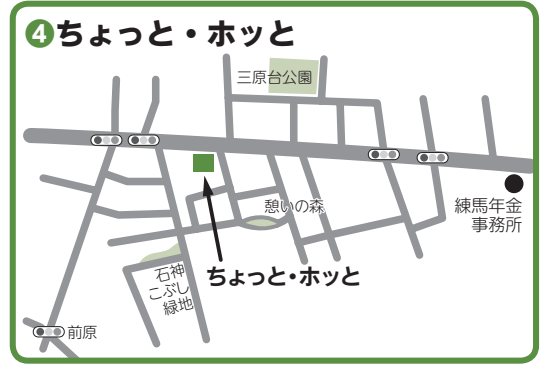 4ちょっと・ホッと
三原台公園
憩いの森
練馬年金
事務所
ちょっと・ホッと
石神
こぶし
緑地
前原